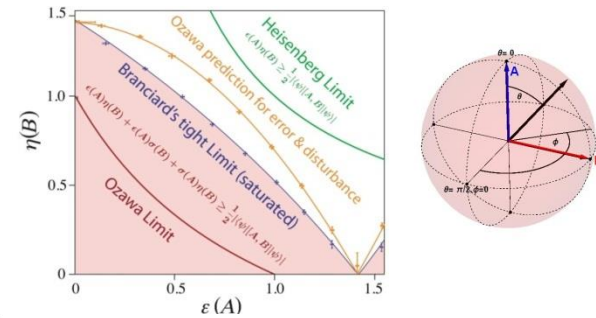 1.5
1.0
0.5
0
η(B)
0
0.5
1.0
1.5
ε (A)
Heisenberg Limit
ϵ(A)η(B) ≥ 1/2 |⟨ψ|[A, B]|ψ⟩|
Ozawa prediction for error & disturbance
Branciard's tight Limit (saturated)
ϵ(A)η(B) + ϵ(A)σ(B) + σ(A)η(B) ≥ 1/2 |⟨ψ|[A, B]|ψ⟩|
Ozawa Limit
θ= 0
A
θ
ϕ
θ= π/2,ϕ=0